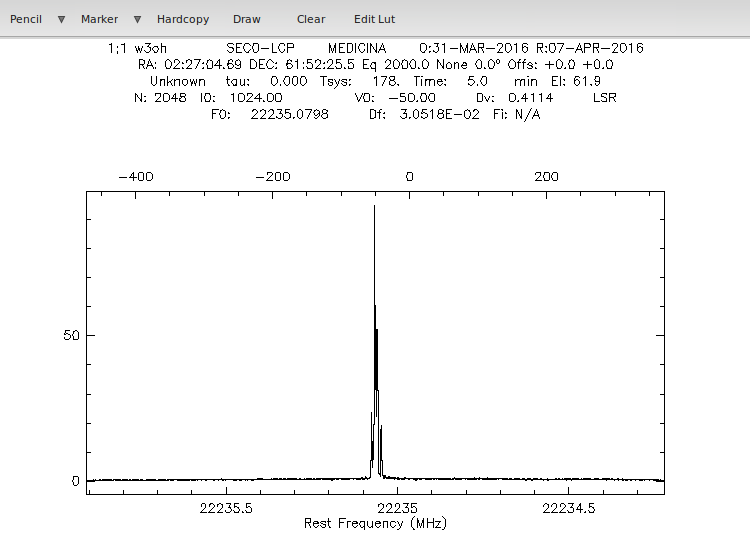 Pencil Marker Hardcopy Draw Clear Edit Lut
1;1 w3oh SECO-LCP MEDICINA O:31-MAR-2016 R:07-APR-2016
RA: 02:27:04.69 DEC: 61:52:25.5 Eq 2000.0 None 0.0° Offs: +0.0 +0.0
Unknown tau: 0.000 Tsys: 178. Time: 5.0 min El: 61.9
N: 2048 I0: 1024.00 V0: -50.00 Dv: 0.4114 LSR
F0: 22235.0798 Df: 3.0518E-02 Fi: N/A
-400 -200 0 200
50
0
22235.5 22235 22234.5
Rest Frequency (MHz)